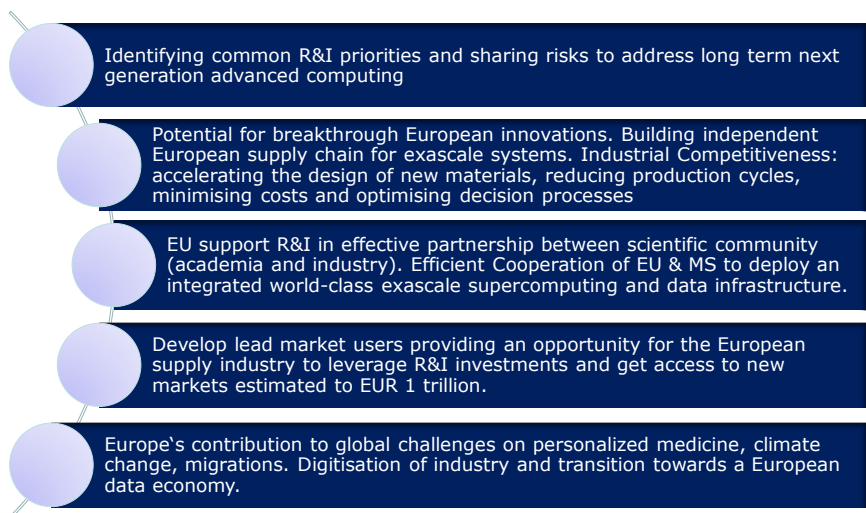 Identifying common R&I priorities and sharing risks to address long term next
generation advanced computing
Potential for breakthrough European innovations. Building independent
European supply chain for exascale systems. Industrial Competitiveness:
accelerating the design of new materials, reducing production cycles,
minimising costs and optimising decision processes
EU support R&I in effective partnership between scientific community
(academia and industry). Efficient Cooperation of EU & MS to deploy an
integrated world-class exascale supercomputing and data infrastructure.
Develop lead market users providing an opportunity for the European
supply industry to leverage R&I investments and get access to new
markets estimated to EUR 1 trillion.
Europe‘s contribution to global challenges on personalized medicine, climate
change, migrations. Digitisation of industry and transition towards a European
data economy.